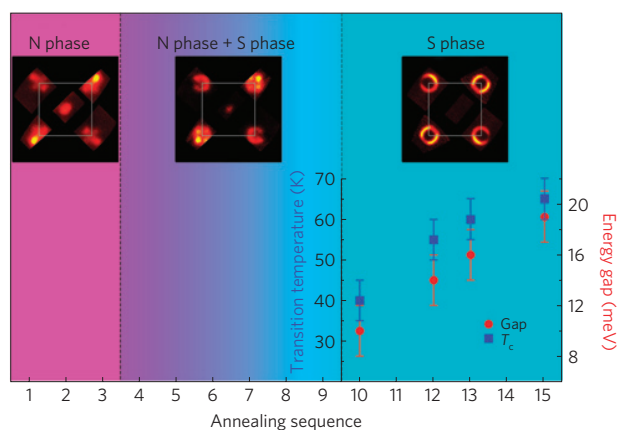 N phase
N phase + S phase
S phase
Transition temperature (K)
70
60
50
40
30
20
16
12
8
Energy gap
(meV)
Gap
Tc
1 2 3 4 5 6 7 8 9 10 11 12 13 14 15
Annealing sequence